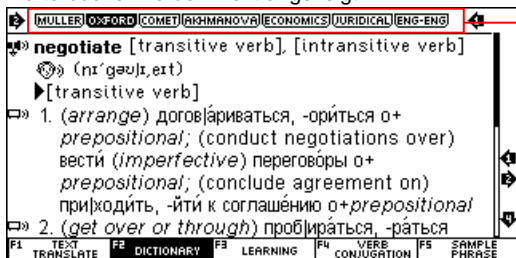 MULLER OXFORD COMET AKHMANOVA ECONOMICS JURIDICAL ENG-ENG
negotiate [transitive verb], [intransitive verb]
(nɪˈgəʊʃɪˌeɪt)
▶[transitive verb]
1. (arrange) догов|а́риваться, -ори́ться о+
prepositional; (conduct negotiations over)
вести́ (imperfective) перегово́ры о+
prepositional; (conclude agreement on)
при|ходи́ть, -йти́ к соглаше́нию о+prepositional
2. (get over or through) проб|ира́ться, -ра́ться
F1 TEXT TRANSLATE F2 DICTIONARY F3 LEARNING F4 VERB CONJUGATION F5 SAMPLE PHRASE